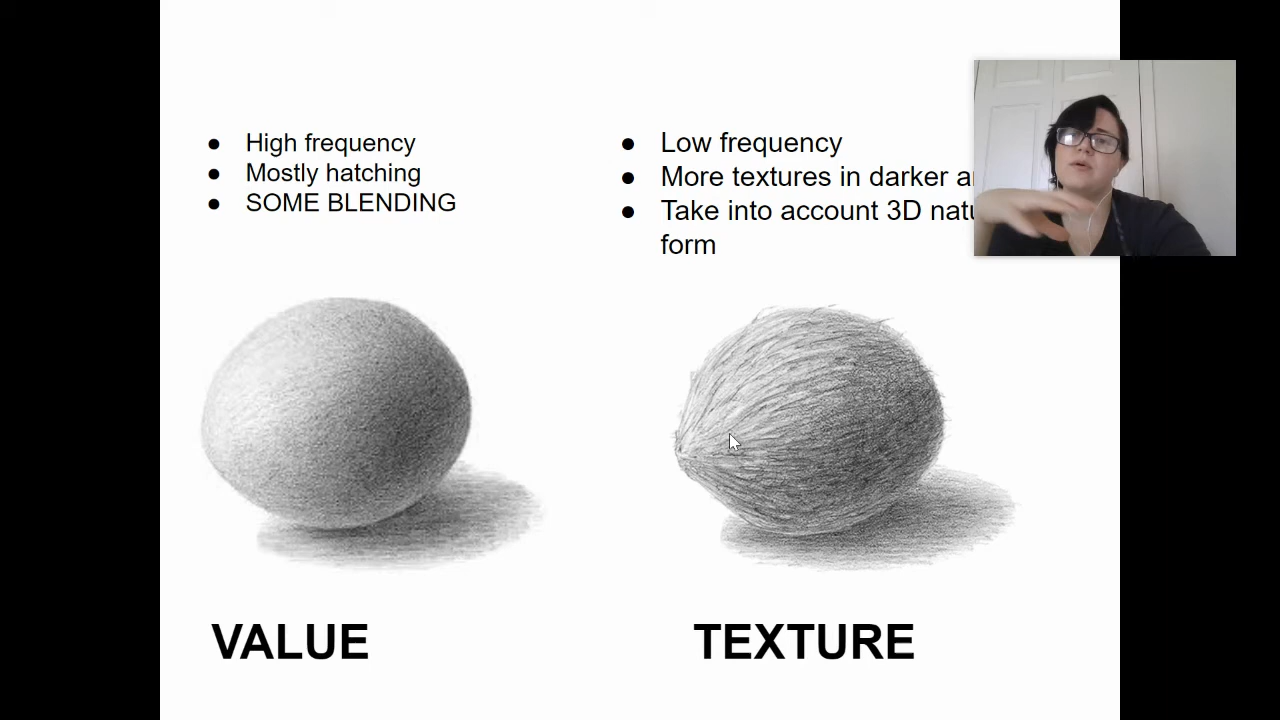 High frequency
Mostly hatching
SOME BLENDING
Low frequency
More textures in darker
Take into account 3D
form
VALUE
TEXTURE